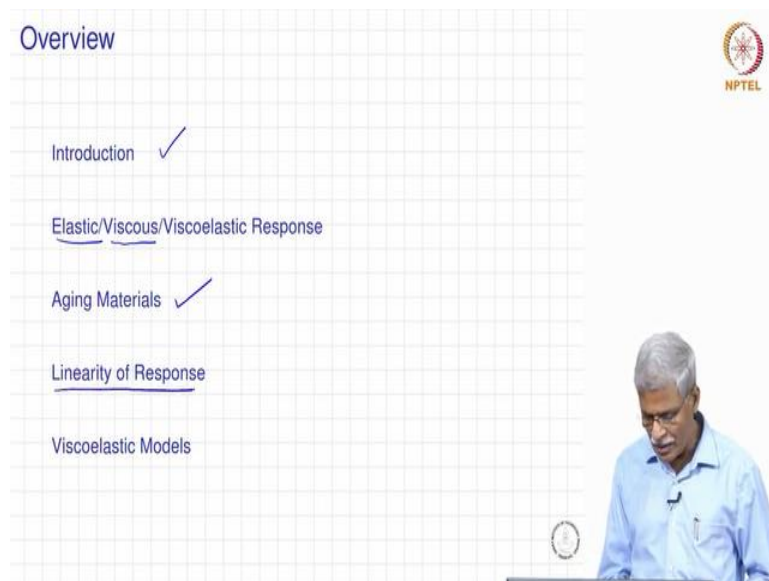 Overview
NPTEL
Introduction
Elastic/Viscous/Viscoelastic Response
Aging Materials
Linearity of Response
Viscoelastic Models